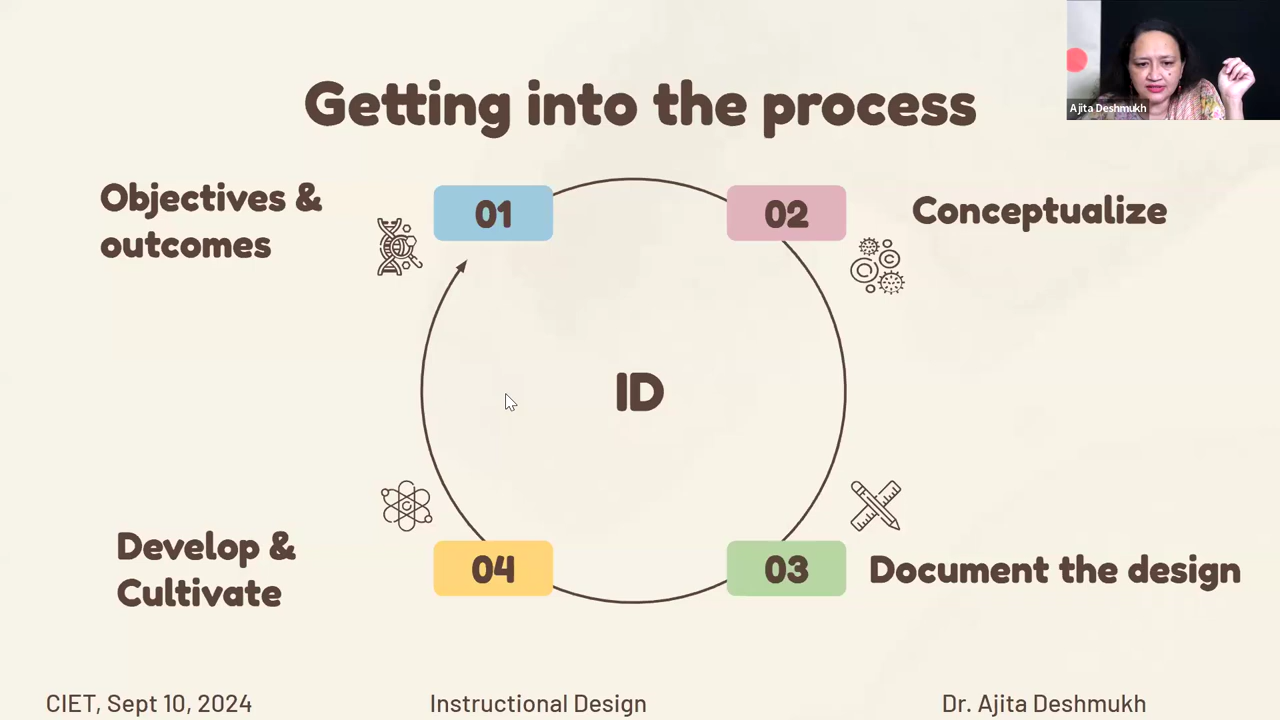 Getting into the process
Ajita Deshmukh
Objectives &
outcomes
01
02
Conceptualize
ID
Develop &
Cultivate
04
03
Document the design
CIET, Sept 10, 2024
Instructional Design
Dr. Ajita Deshmukh